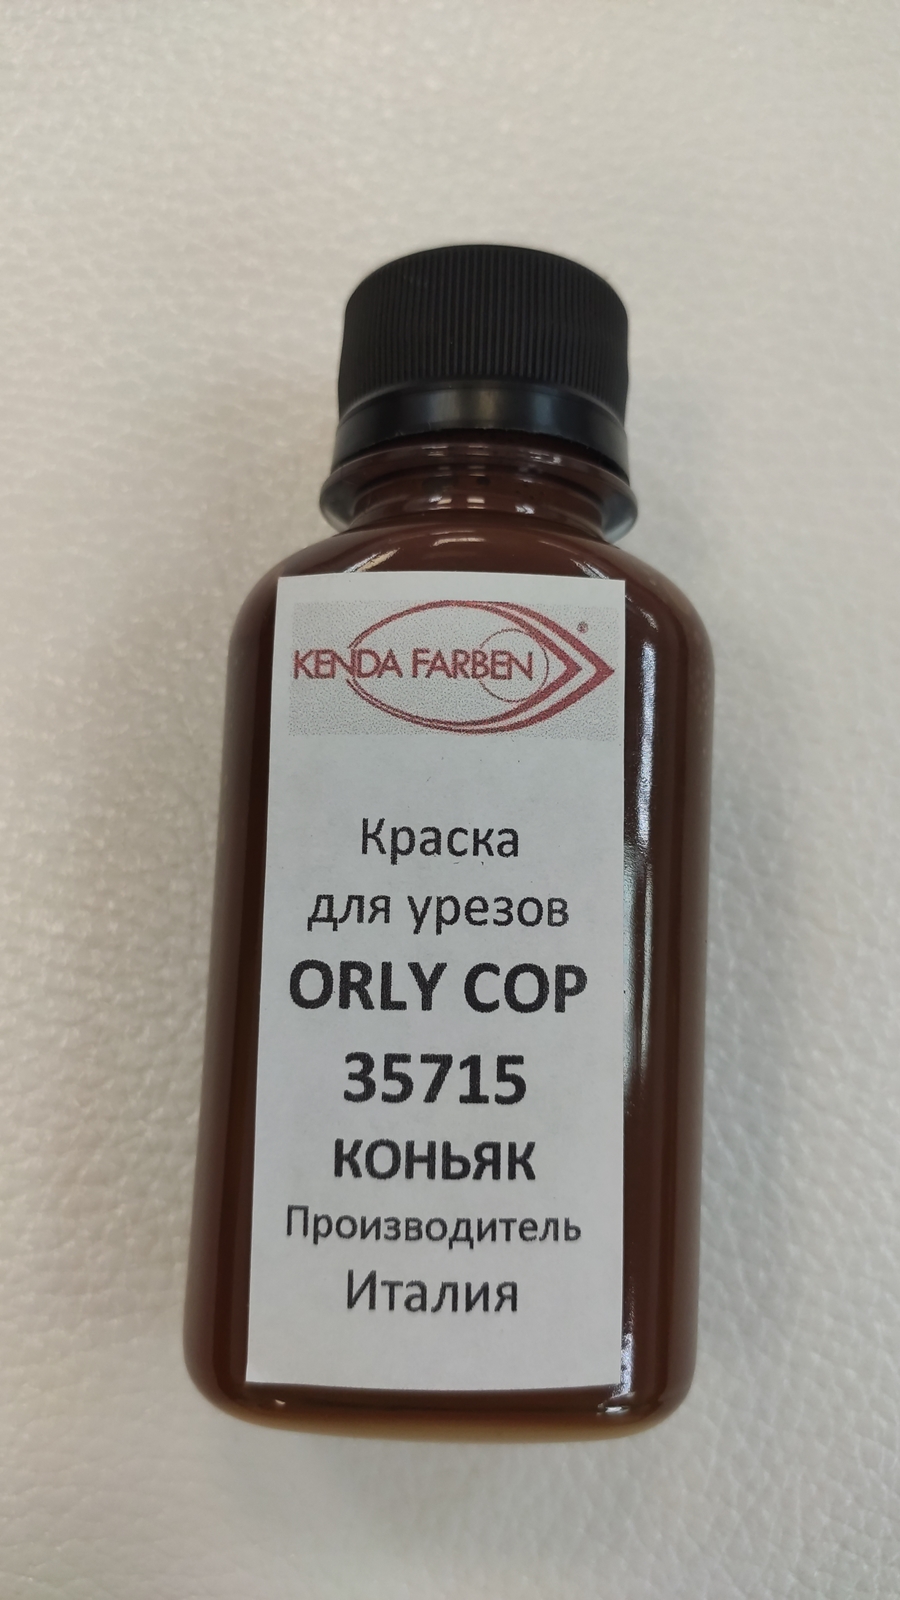 KENDA FARBEN®
Краска
для урезов
ORLY COP
35715
КОНЬЯК
Производитель
Италия